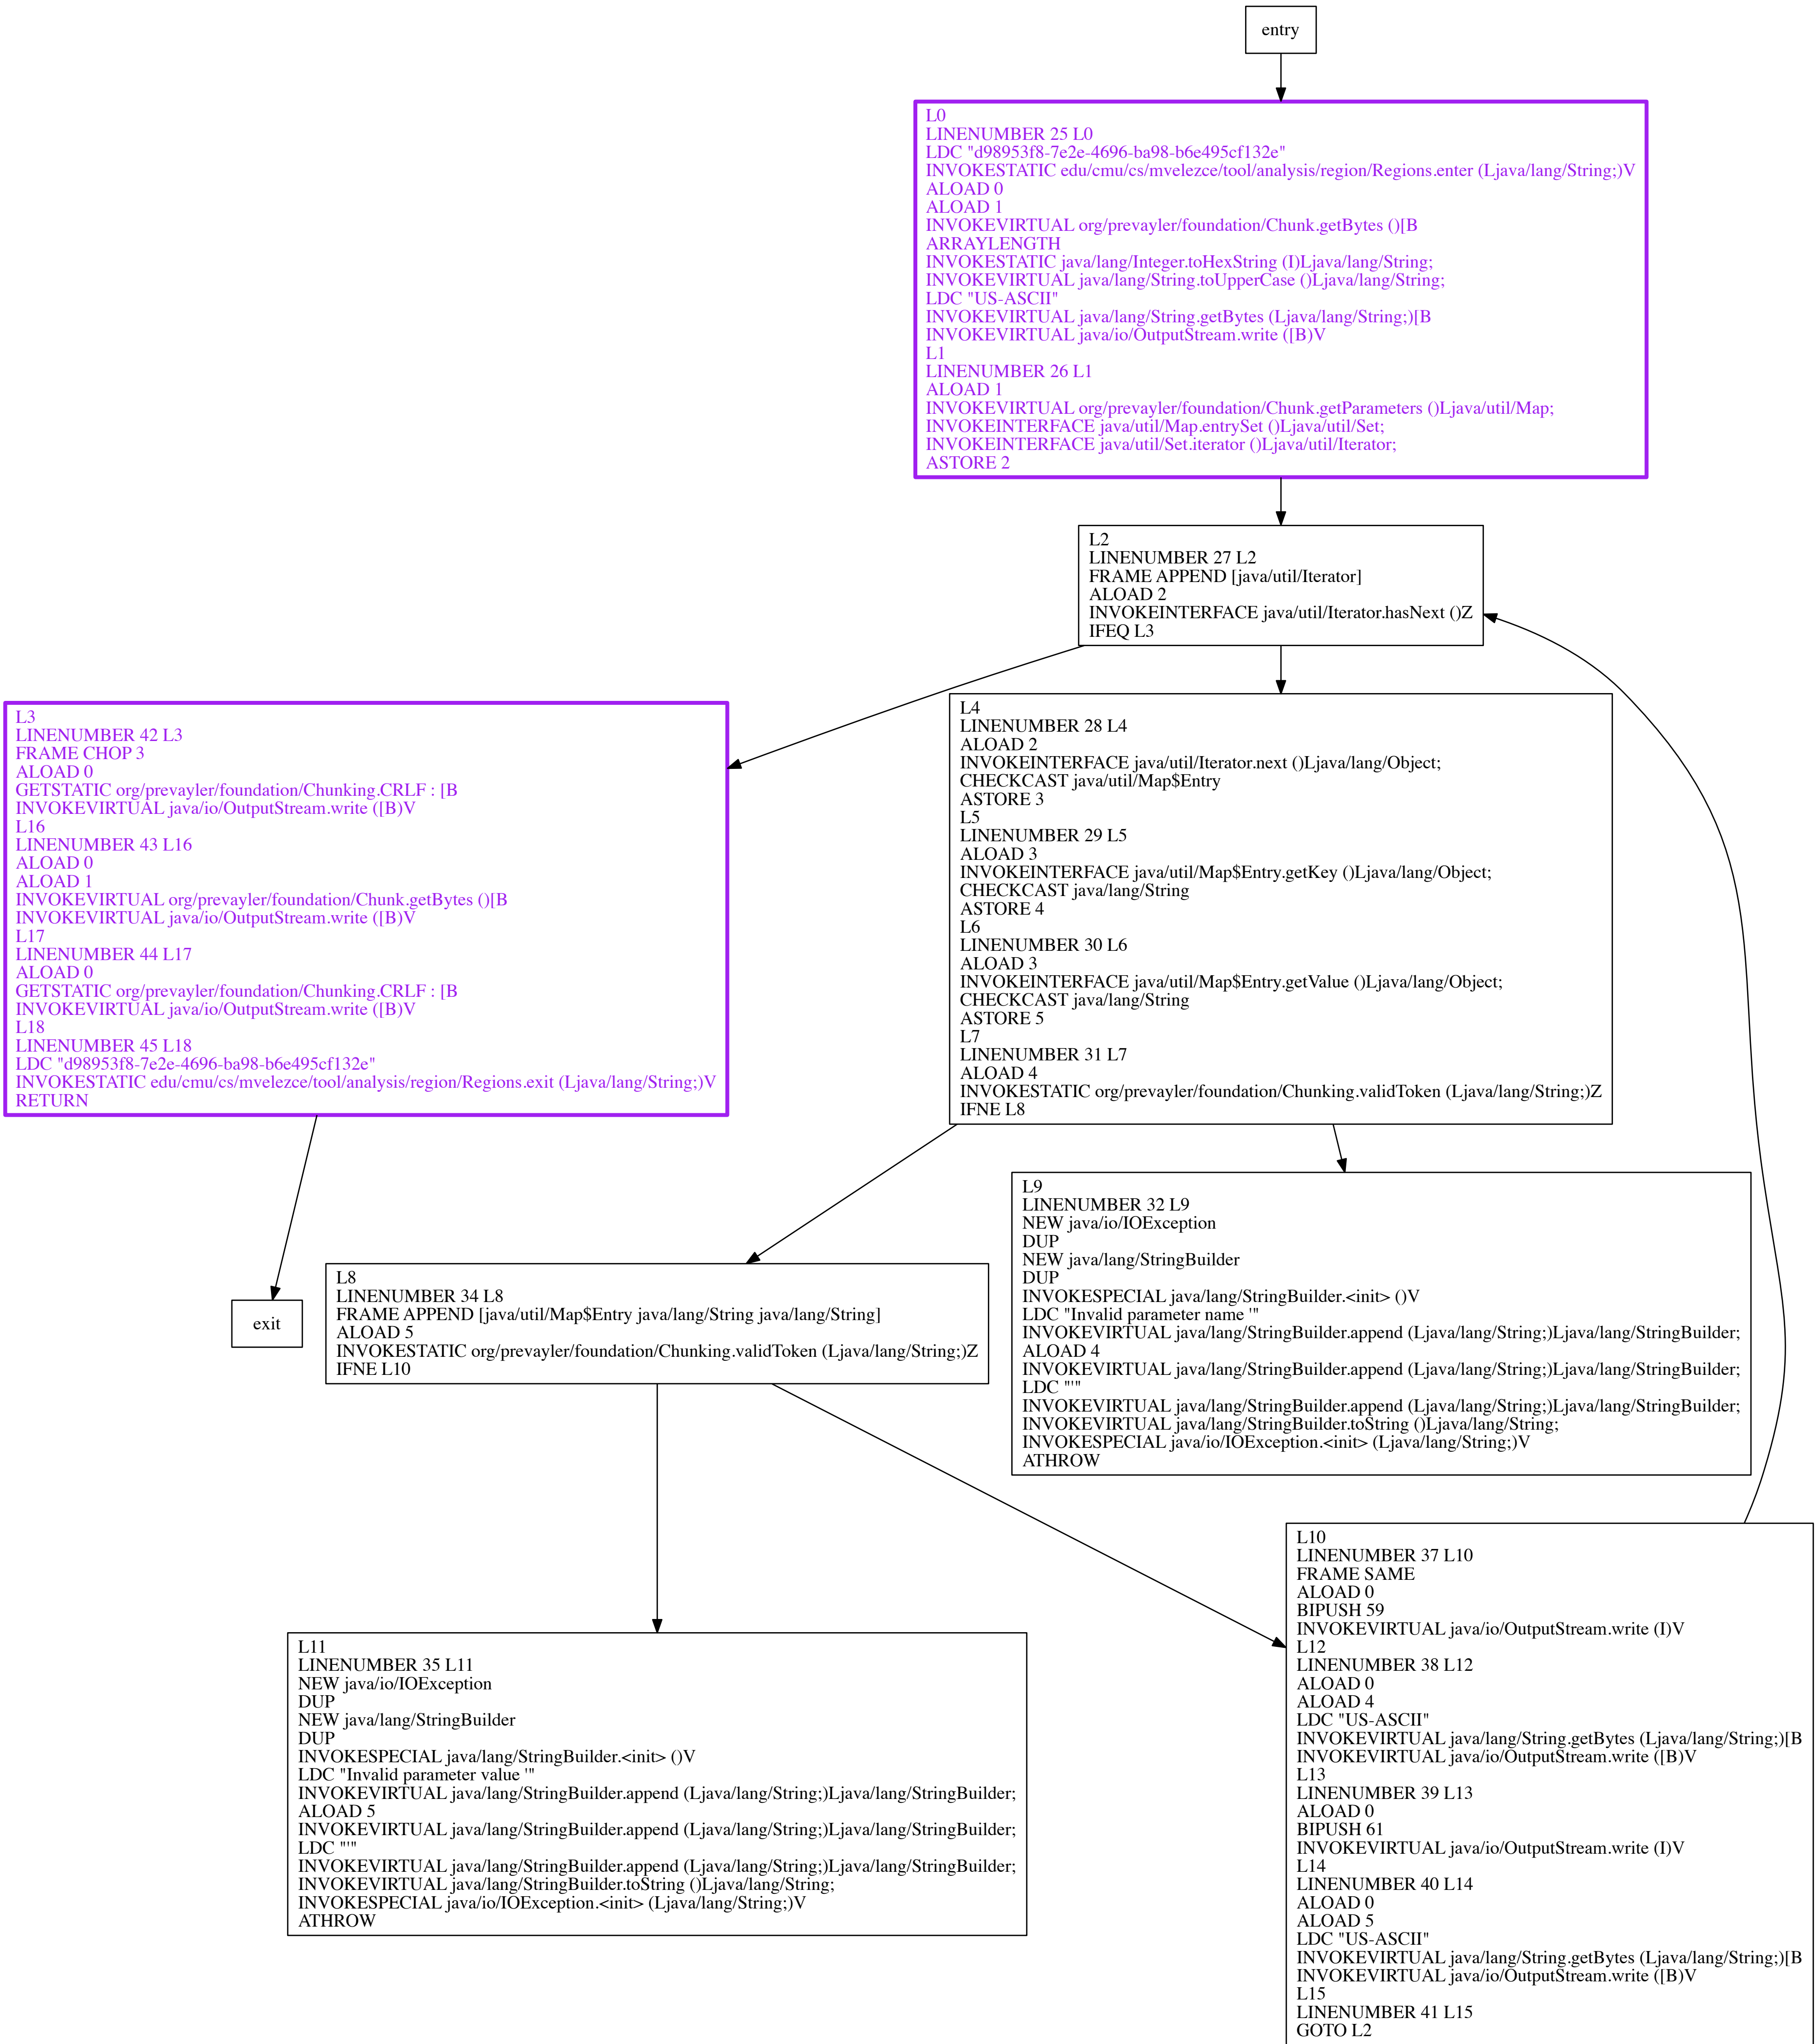 entry
L0
LINENUMBER 25 L0
LDC "d98953f8-7e2e-4696-ba98-b6e495cf132e"
INVOKESTATIC edu/cmu/cs/mvelezce/tool/analysis/region/Regions.enter (Ljava/lang/String;)V
ALOAD 0
ALOAD 1
INVOKEVIRTUAL org/prevayler/foundation/Chunk.getBytes ()[B
ARRAYLENGTH
INVOKESTATIC java/lang/Integer.toHexString (I)Ljava/lang/String;
INVOKEVIRTUAL java/lang/String.toUpperCase ()Ljava/lang/String;
LDC "US-ASCII"
INVOKEVIRTUAL java/lang/String.getBytes (Ljava/lang/String;)[B
INVOKEVIRTUAL java/io/OutputStream.write ([B)V
L1
LINENUMBER 26 L1
ALOAD 1
INVOKEVIRTUAL org/prevayler/foundation/Chunk.getParameters ()Ljava/util/Map;
INVOKEINTERFACE java/util/Map.entrySet ()Ljava/util/Set;
INVOKEINTERFACE java/util/Set.iterator ()Ljava/util/Iterator;
ASTORE 2
L2
LINENUMBER 27 L2
FRAME APPEND [java/util/Iterator]
ALOAD 2
INVOKEINTERFACE java/util/Iterator.hasNext ()Z
IFEQ L3
L3
LINENUMBER 42 L3
FRAME CHOP 3
ALOAD 0
GETSTATIC org/prevayler/foundation/Chunking.CRLF : [B
INVOKEVIRTUAL java/io/OutputStream.write ([B)V
L16
LINENUMBER 43 L16
ALOAD 0
ALOAD 1
INVOKEVIRTUAL org/prevayler/foundation/Chunk.getBytes ()[B
INVOKEVIRTUAL java/io/OutputStream.write ([B)V
L17
LINENUMBER 44 L17
ALOAD 0
GETSTATIC org/prevayler/foundation/Chunking.CRLF : [B
INVOKEVIRTUAL java/io/OutputStream.write ([B)V
L18
LINENUMBER 45 L18
LDC "d98953f8-7e2e-4696-ba98-b6e495cf132e"
INVOKESTATIC edu/cmu/cs/mvelezce/tool/analysis/region/Regions.exit (Ljava/lang/String;)V
RETURN
L4
LINENUMBER 28 L4
ALOAD 2
INVOKEINTERFACE java/util/Iterator.next ()Ljava/lang/Object;
CHECKCAST java/util/Map$Entry
ASTORE 3
L5
LINENUMBER 29 L5
ALOAD 3
INVOKEINTERFACE java/util/Map$Entry.getKey ()Ljava/lang/Object;
CHECKCAST java/lang/String
ASTORE 4
L6
LINENUMBER 30 L6
ALOAD 3
INVOKEINTERFACE java/util/Map$Entry.getValue ()Ljava/lang/Object;
CHECKCAST java/lang/String
ASTORE 5
L7
LINENUMBER 31 L7
ALOAD 4
INVOKESTATIC org/prevayler/foundation/Chunking.validToken (Ljava/lang/String;)Z
IFNE L8
L9
LINENUMBER 32 L9
NEW java/io/IOException
DUP
NEW java/lang/StringBuilder
DUP
INVOKESPECIAL java/lang/StringBuilder.<init> ()V
LDC "Invalid parameter name '"
INVOKEVIRTUAL java/lang/StringBuilder.append (Ljava/lang/String;)Ljava/lang/StringBuilder;
ALOAD 4
INVOKEVIRTUAL java/lang/StringBuilder.append (Ljava/lang/String;)Ljava/lang/StringBuilder;
LDC "'"
INVOKEVIRTUAL java/lang/StringBuilder.append (Ljava/lang/String;)Ljava/lang/StringBuilder;
INVOKEVIRTUAL java/lang/StringBuilder.toString ()Ljava/lang/String;
INVOKESPECIAL java/io/IOException.<init> (Ljava/lang/String;)V
ATHROW
L8
LINENUMBER 34 L8
FRAME APPEND [java/util/Map$Entry java/lang/String java/lang/String]
ALOAD 5
INVOKESTATIC org/prevayler/foundation/Chunking.validToken (Ljava/lang/String;)Z
IFNE L10
exit
L10
LINENUMBER 37 L10
FRAME SAME
ALOAD 0
BIPUSH 59
INVOKEVIRTUAL java/io/OutputStream.write (I)V
L12
LINENUMBER 38 L12
ALOAD 0
ALOAD 4
LDC "US-ASCII"
INVOKEVIRTUAL java/lang/String.getBytes (Ljava/lang/String;)[B
INVOKEVIRTUAL java/io/OutputStream.write ([B)V
L13
LINENUMBER 39 L13
ALOAD 0
BIPUSH 61
INVOKEVIRTUAL java/io/OutputStream.write (I)V
L14
LINENUMBER 40 L14
ALOAD 0
ALOAD 5
LDC "US-ASCII"
INVOKEVIRTUAL java/lang/String.getBytes (Ljava/lang/String;)[B
INVOKEVIRTUAL java/io/OutputStream.write ([B)V
L15
LINENUMBER 41 L15
GOTO L2
L11
LINENUMBER 35 L11
NEW java/io/IOException
DUP
NEW java/lang/StringBuilder
DUP
INVOKESPECIAL java/lang/StringBuilder.<init> ()V
LDC "Invalid parameter value '"
INVOKEVIRTUAL java/lang/StringBuilder.append (Ljava/lang/String;)Ljava/lang/StringBuilder;
ALOAD 5
INVOKEVIRTUAL java/lang/StringBuilder.append (Ljava/lang/String;)Ljava/lang/StringBuilder;
LDC "'"
INVOKEVIRTUAL java/lang/StringBuilder.append (Ljava/lang/String;)Ljava/lang/StringBuilder;
INVOKEVIRTUAL java/lang/StringBuilder.toString ()Ljava/lang/String;
INVOKESPECIAL java/io/IOException.<init> (Ljava/lang/String;)V
ATHROW